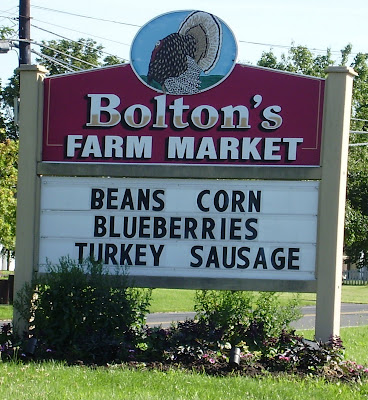 Bolton's
FARM MARKET
BEANS CORN
BLUEBERRIES
TURKEY SAUSAGE